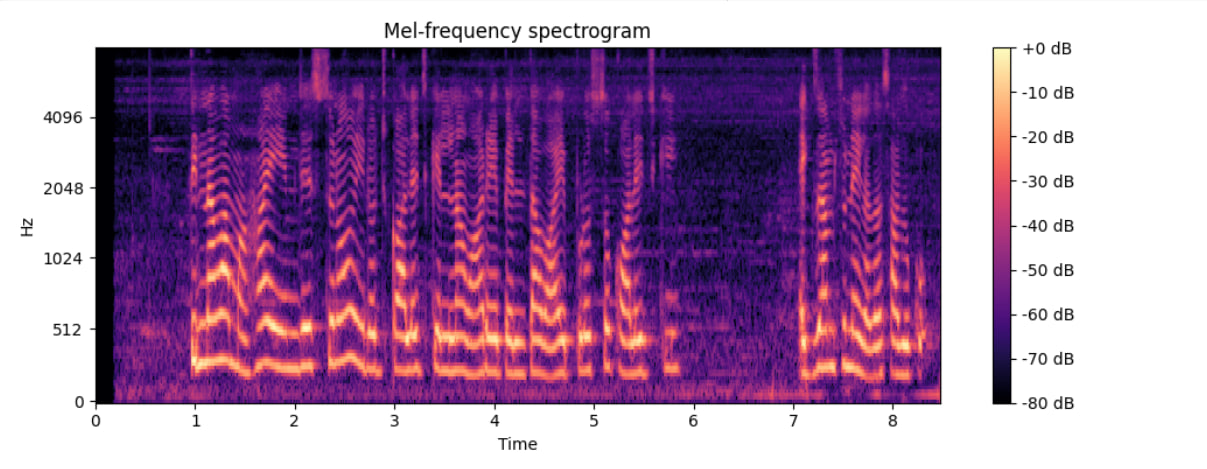 Mel-frequency spectrogram
+0 dB
-10 dB
-20 dB
-30 dB
-40 dB
-50 dB
-60 dB
-70 dB
-80 dB
4096
2048
1024
512
0
Hz
0 1 2 3 4 5 6 7 8
Time